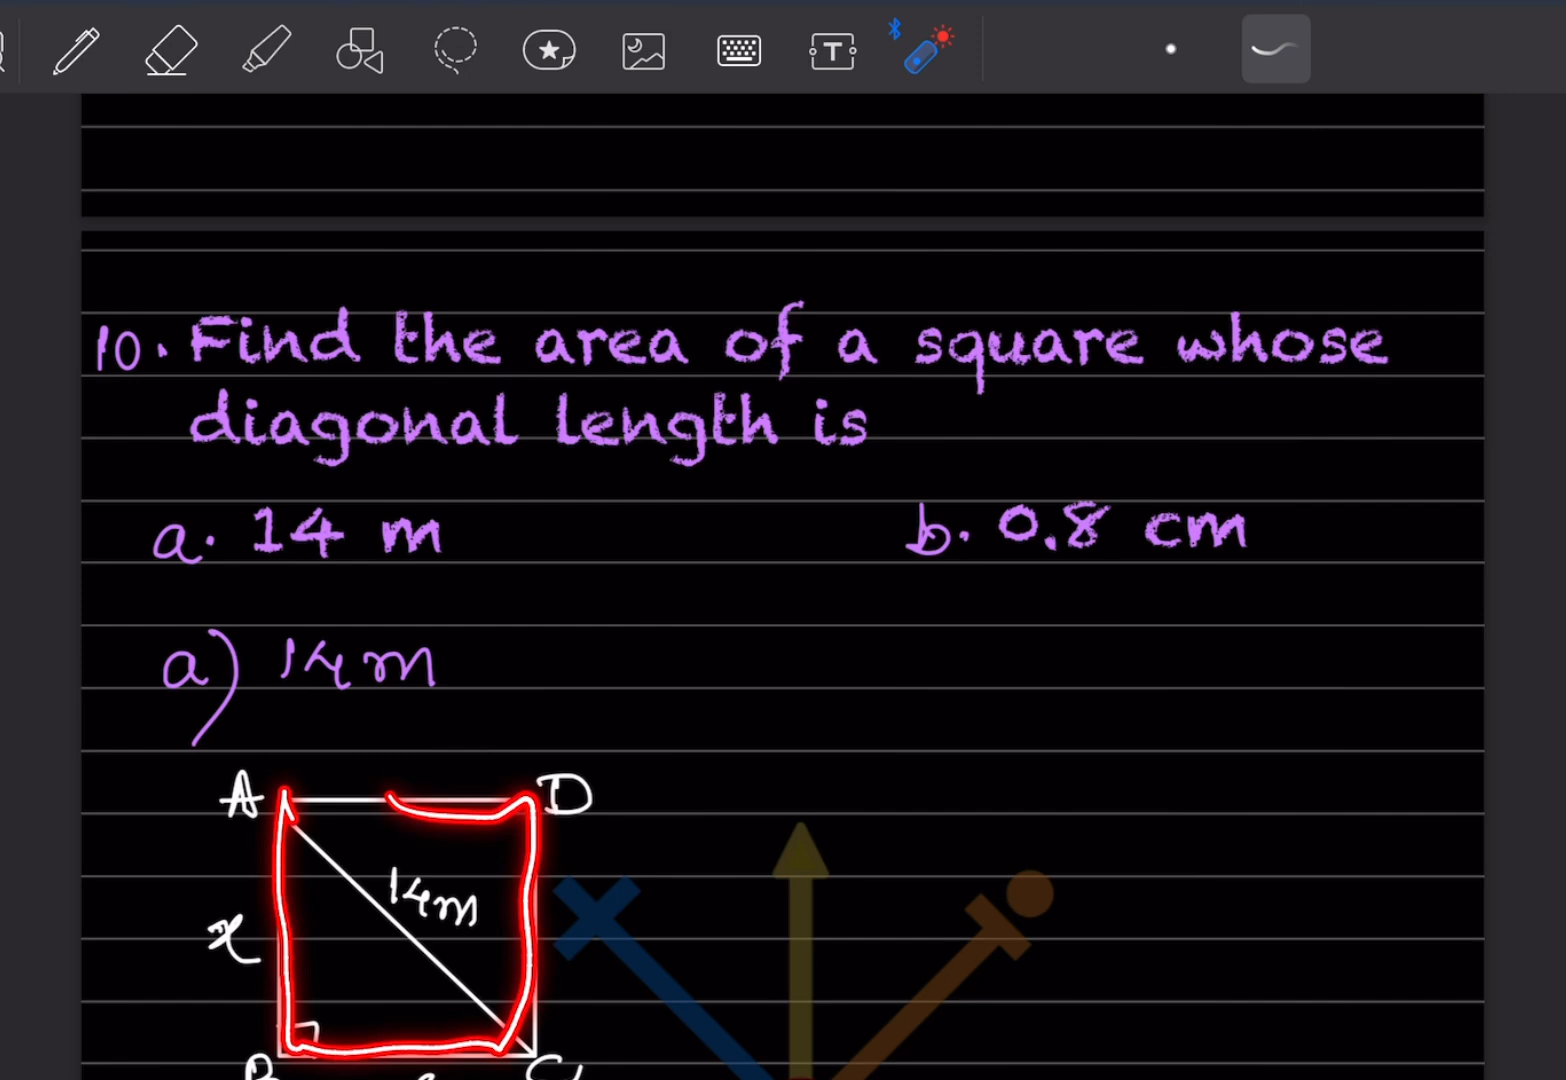 10. Find the area of a square whose
diagonal length is
a. 14 m b. 0.8 cm
a) 14m
A D
14m
x
B C